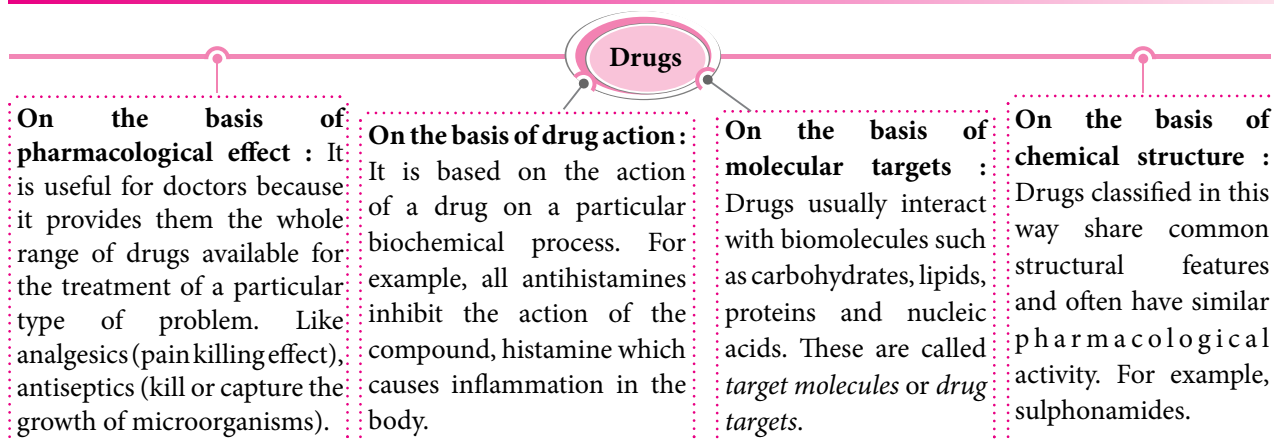 Drugs
On the basis of
pharmacological effect : It
is useful for doctors because
it provides them the whole
range of drugs available for
the treatment of a particular
type of problem. Like
analgesics (pain killing effect),
antiseptics (kill or capture the
growth of microorganisms).
On the basis of drug action :
It is based on the action
of a drug on a particular
biochemical process. For
example, all antihistamines
inhibit the action of the
compound, histamine which
causes inflammation in the
body.
On the basis of
molecular targets :
Drugs usually interact
with biomolecules such
as carbohydrates, lipids,
proteins and nucleic
acids. These are called
target molecules or drug
targets.
On the basis of
chemical structure :
Drugs classified in this
way share common
structural features
and often have similar
pharmacological
activity. For example,
sulphonamides.